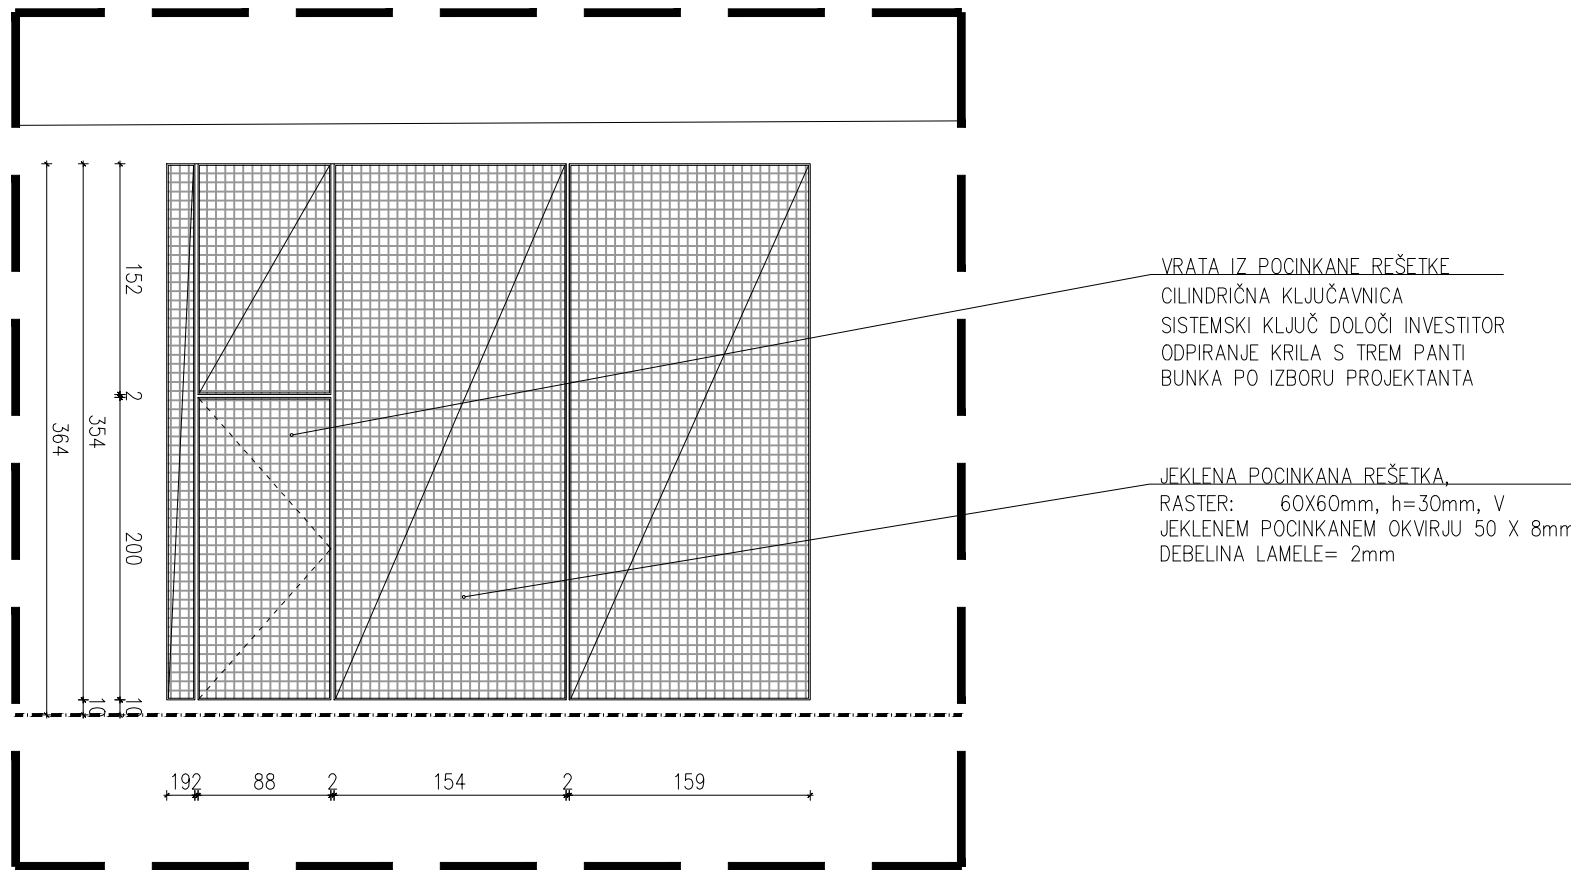 152
2
200
10
354
10
364
VRATA IZ POCINKANE REŠETKE
CILINDRIČNA KLJUČAVNICA
SISTEMSKI KLJUČ DOLOČI INVESTITOR
ODPIRANJE KRILA S TREM PANTI
BUNKA PO IZBORU PROJEKTANTA
JEKLENA POCINKANA REŠETKA,
RASTER: 60X60mm, h=30mm, V
JEKLENEM POCINKANEM OKVIRJU 50 X 8mm
DEBELINA LAMELE= 2mm
19 2 88 2 154 2 159